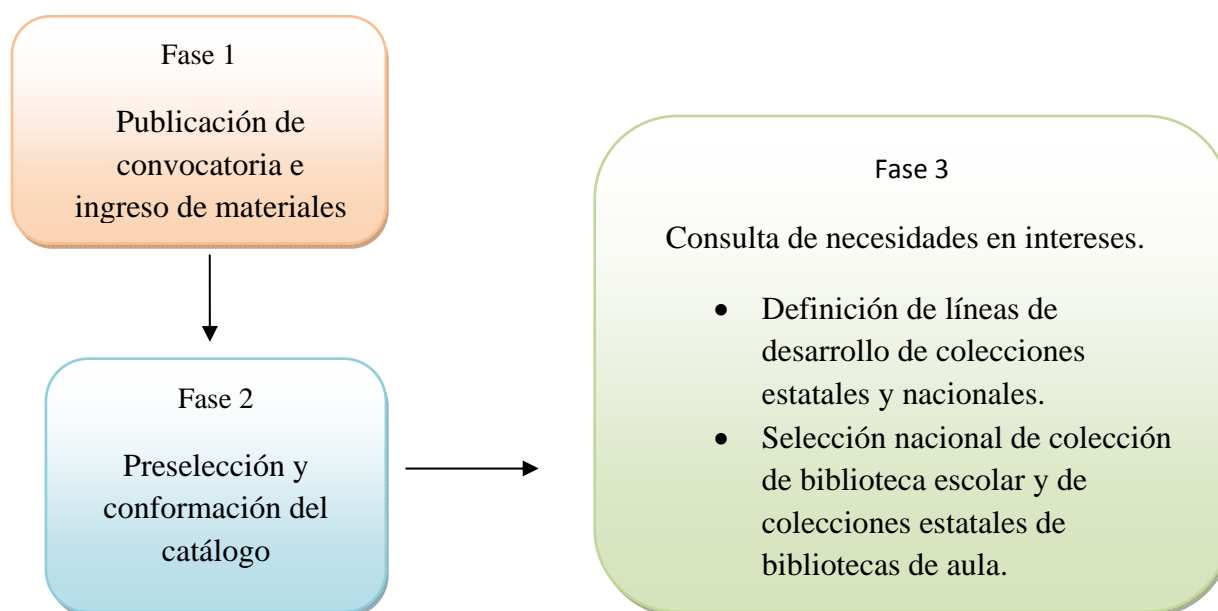 Fase 1
Publicación de
convocatoria e
ingreso de materiales
Fase 2
Preselección y
conformación del
catálogo
Fase 3
Consulta de necesidades en intereses.
• Definición de líneas de
desarrollo de colecciones
estatales y nacionales.
• Selección nacional de colección
de biblioteca escolar y de
colecciones estatales de
bibliotecas de aula.